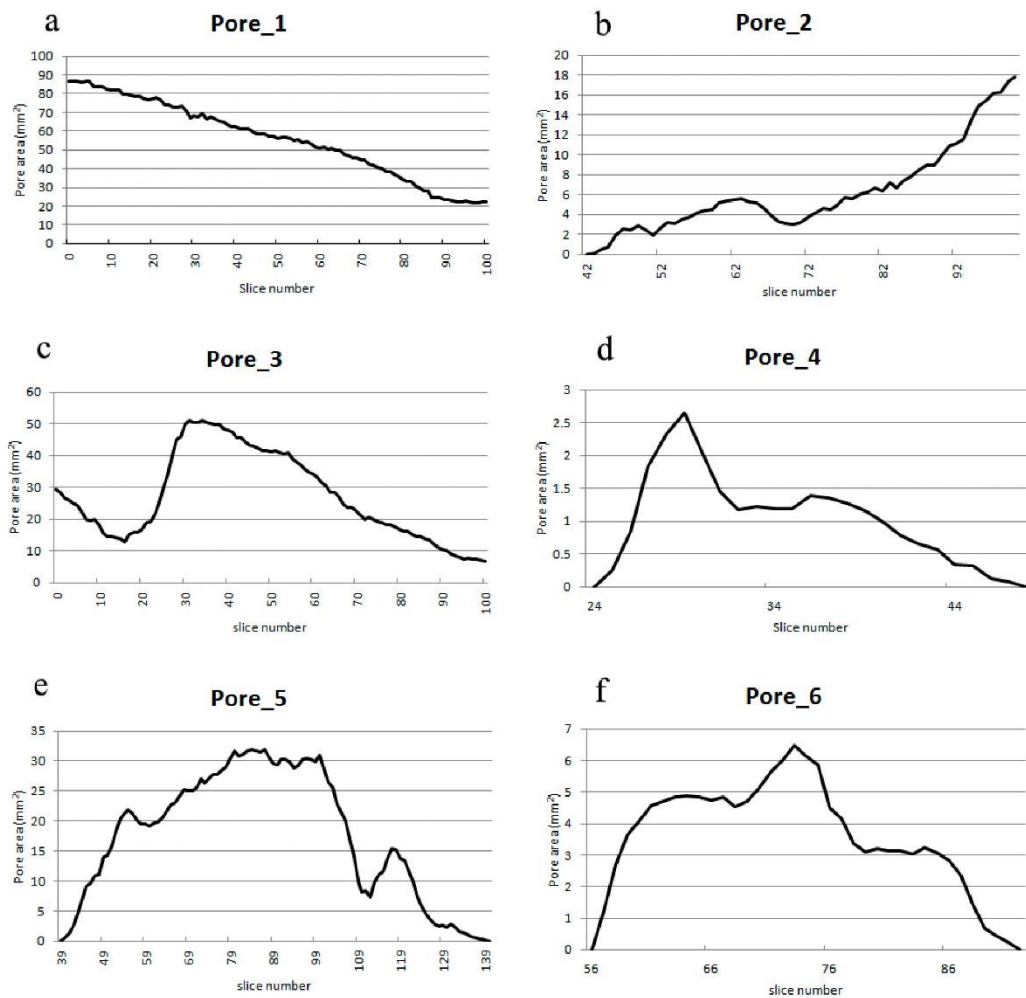 a
Pore_1
Pore area (mm²)
100
90
80
70
60
50
40
30
20
10
0
0 10 20 30 40 50 60 70 80 90 100
Slice number
b
Pore_2
Pore area (mm²)
20
18
16
14
12
10
8
6
4
2
0
42 52 62 72 82 92
slice number
c
Pore_3
Pore area (mm²)
60
50
40
30
20
10
0
0 10 20 30 40 50 60 70 80 90 100
slice number
d
Pore_4
Pore area (mm²)
3
2.5
2
1.5
1
0.5
0
24 34 44
Slice number
e
Pore_5
Pore area (mm²)
35
30
25
20
15
10
5
0
39 49 59 69 79 89 99 109 119 129 139
slice number
f
Pore_6
Pore area (mm²)
7
6
5
4
3
2
1
0
56 66 76 86
slice number